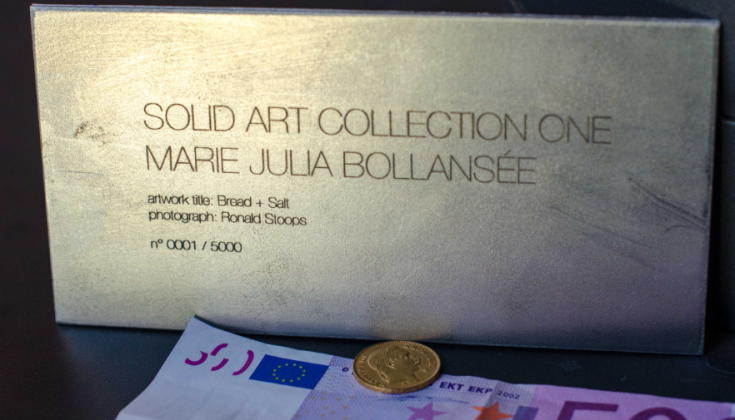 SOLID ART COLLECTION ONE
MARIE JULIA BOLLANSÉE
artwork title: Bread + Salt
photograph: Ronald Stoops
nº 0001 / 5000
EKT EKP 2002